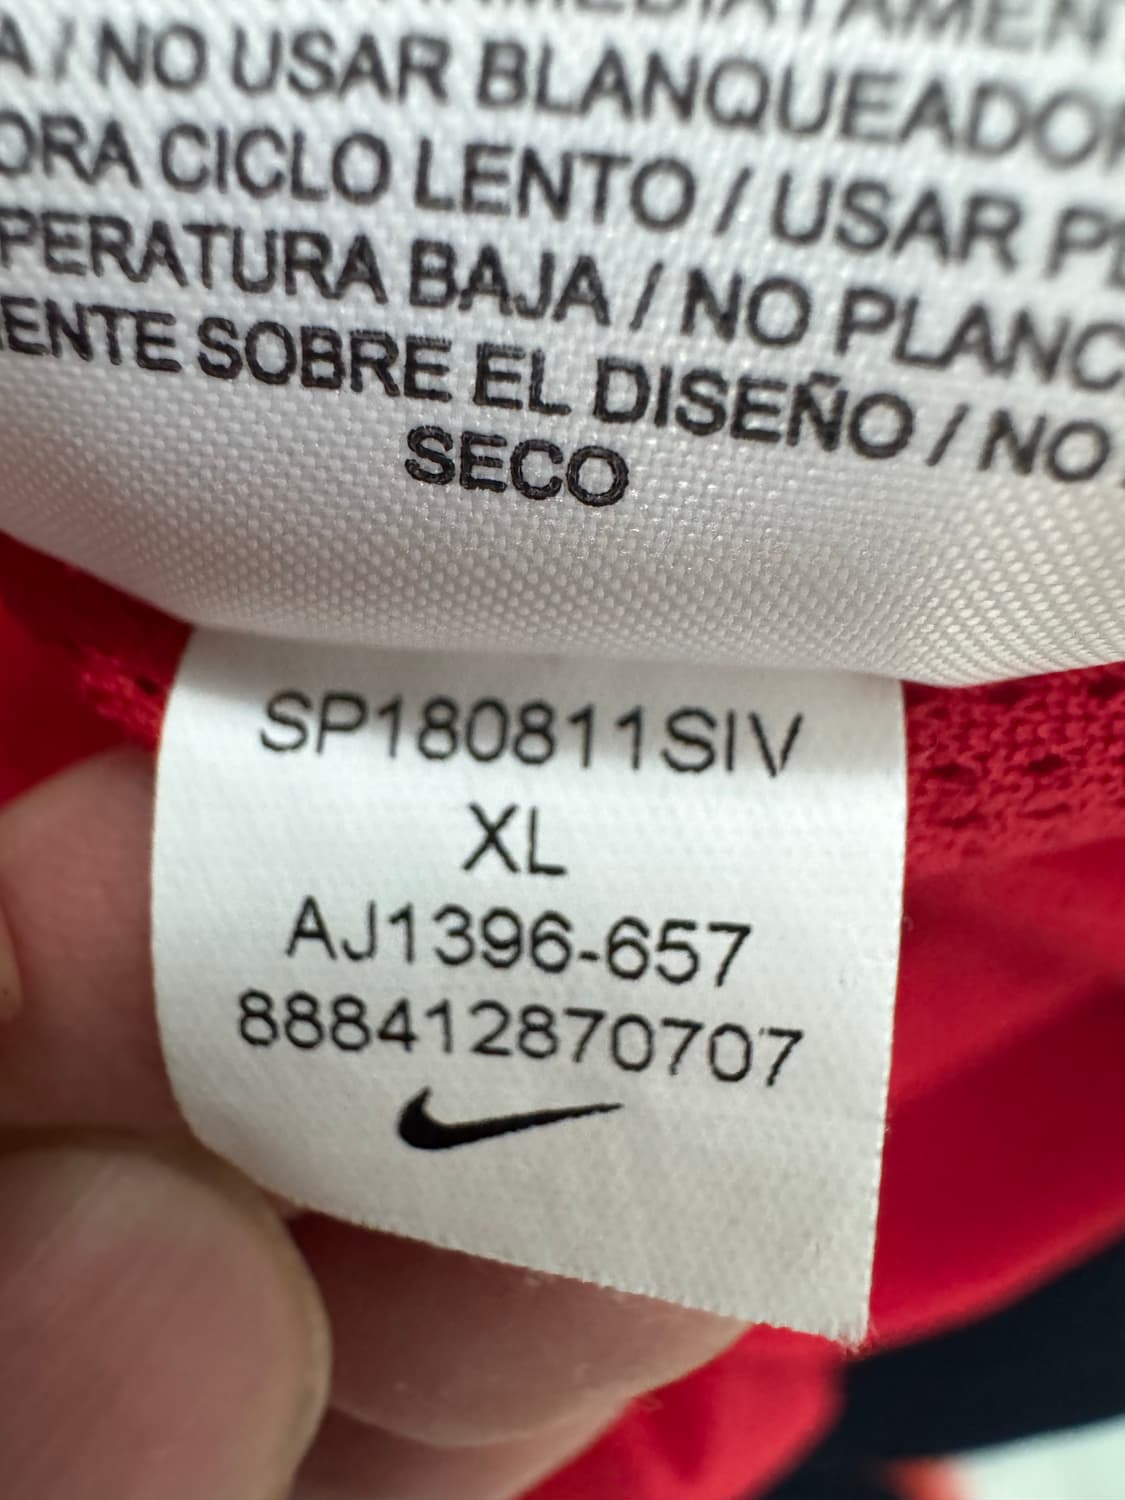 A / NO USAR BLANQUEADOR
ORA CICLO LENTO / USAR
PERATURA BAJA / NO PLANC
ENTE SOBRE EL DISEÑO / NO
SECO
SP180811SIV
XL
AJ1396-657
888412870707